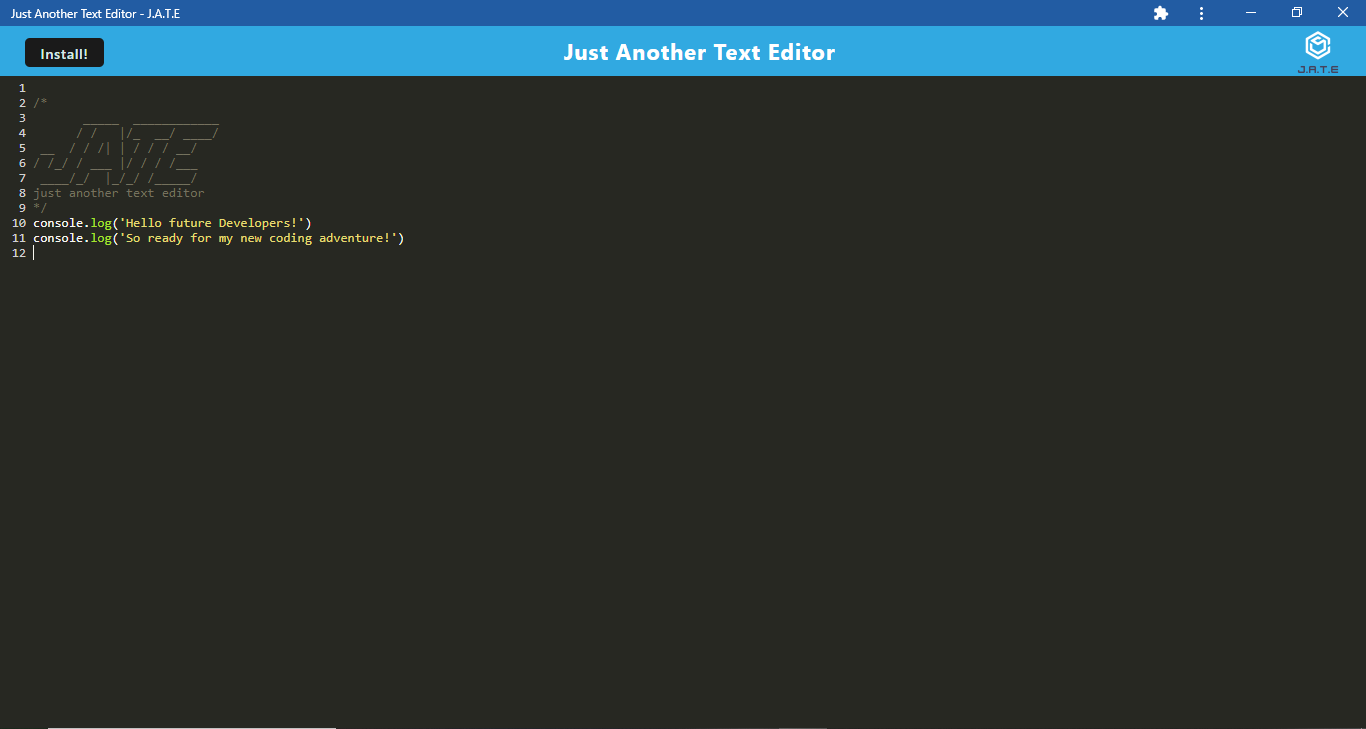 Just Another Text Editor - J.A.T.E
Install!
Just Another Text Editor
J.A.T.E
1
2 /*
3       _____  ____________
4      / /   |/_  __/ ____/
5 __  / / /| | / / / __/
6 / /_/ / ___ |/ / / /___
7 ____/_/  |_/_/ /_____/
8 just another text editor
9 */
10 console.log('Hello future Developers!')
11 console.log('So ready for my new coding adventure!')
12